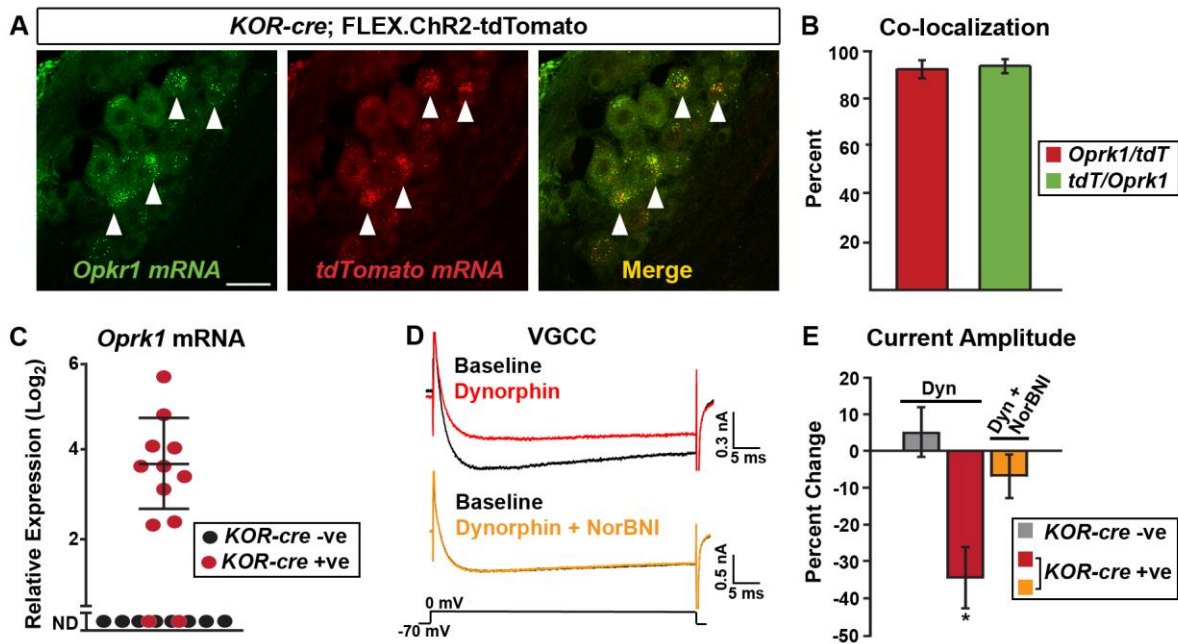 A
KOR-cre; FLEX.ChR2-tdTomato
Opkr1 mRNA
tdTomato mRNA
Merge
B
Co-localization
Percent
100
80
60
40
20
Oprk1/tdT
tdT/Oprk1
C
Oprk1 mRNA
Relative Expression (Log2)
6
4
2
ND
KOR-cre -ve
KOR-cre +ve
D
VGCC
Baseline
Dynorphin
0.3 nA
5 ms
Baseline
Dynorphin + NorBNI
0.5 nA
5 ms
0 mV
-70 mV
E
Current Amplitude
Percent Change
20
10
0
-10
-20
-30
-40
-50
Dyn
Dyn +
NorBNI
*
KOR-cre -ve
KOR-cre +ve